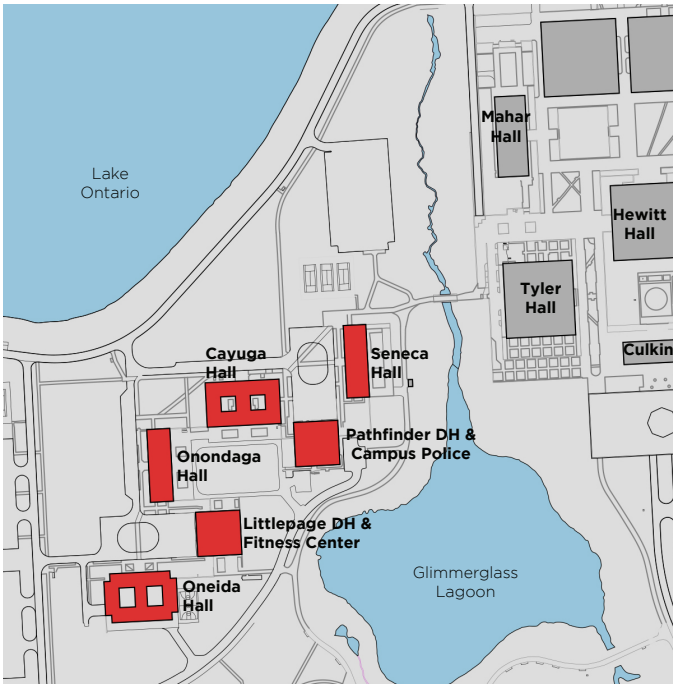 Mahar
Hall
Lake
Ontario
Hewitt
Hall
Tyler
Hall
Culkin
Cayuga
Hall
Seneca
Hall
Pathfinder DH &
Campus Police
Onondaga
Hall
Littlepage DH &
Fitness Center
Glimmerglass
Lagoon
Oneida
Hall